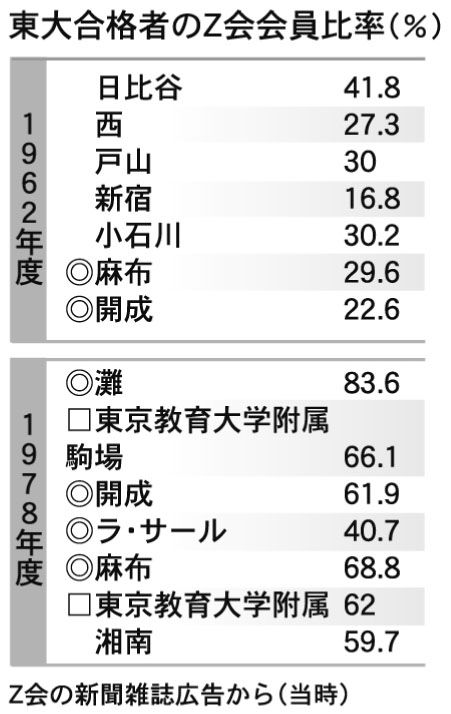 東大合格者のZ会会員比率(%)
1962年度
日比谷 41.8
西 27.3
戸山 30
新宿 16.8
小石川 30.2
◎麻布 29.6
◎開成 22.6
1978年度
◎灘 83.6
□東京教育大学附属
駒場 66.1
◎開成 61.9
◎ラ・サール 40.7
◎麻布 68.8
□東京教育大学附属 62
湘南 59.7
Z会の新聞雑誌広告から(当時)